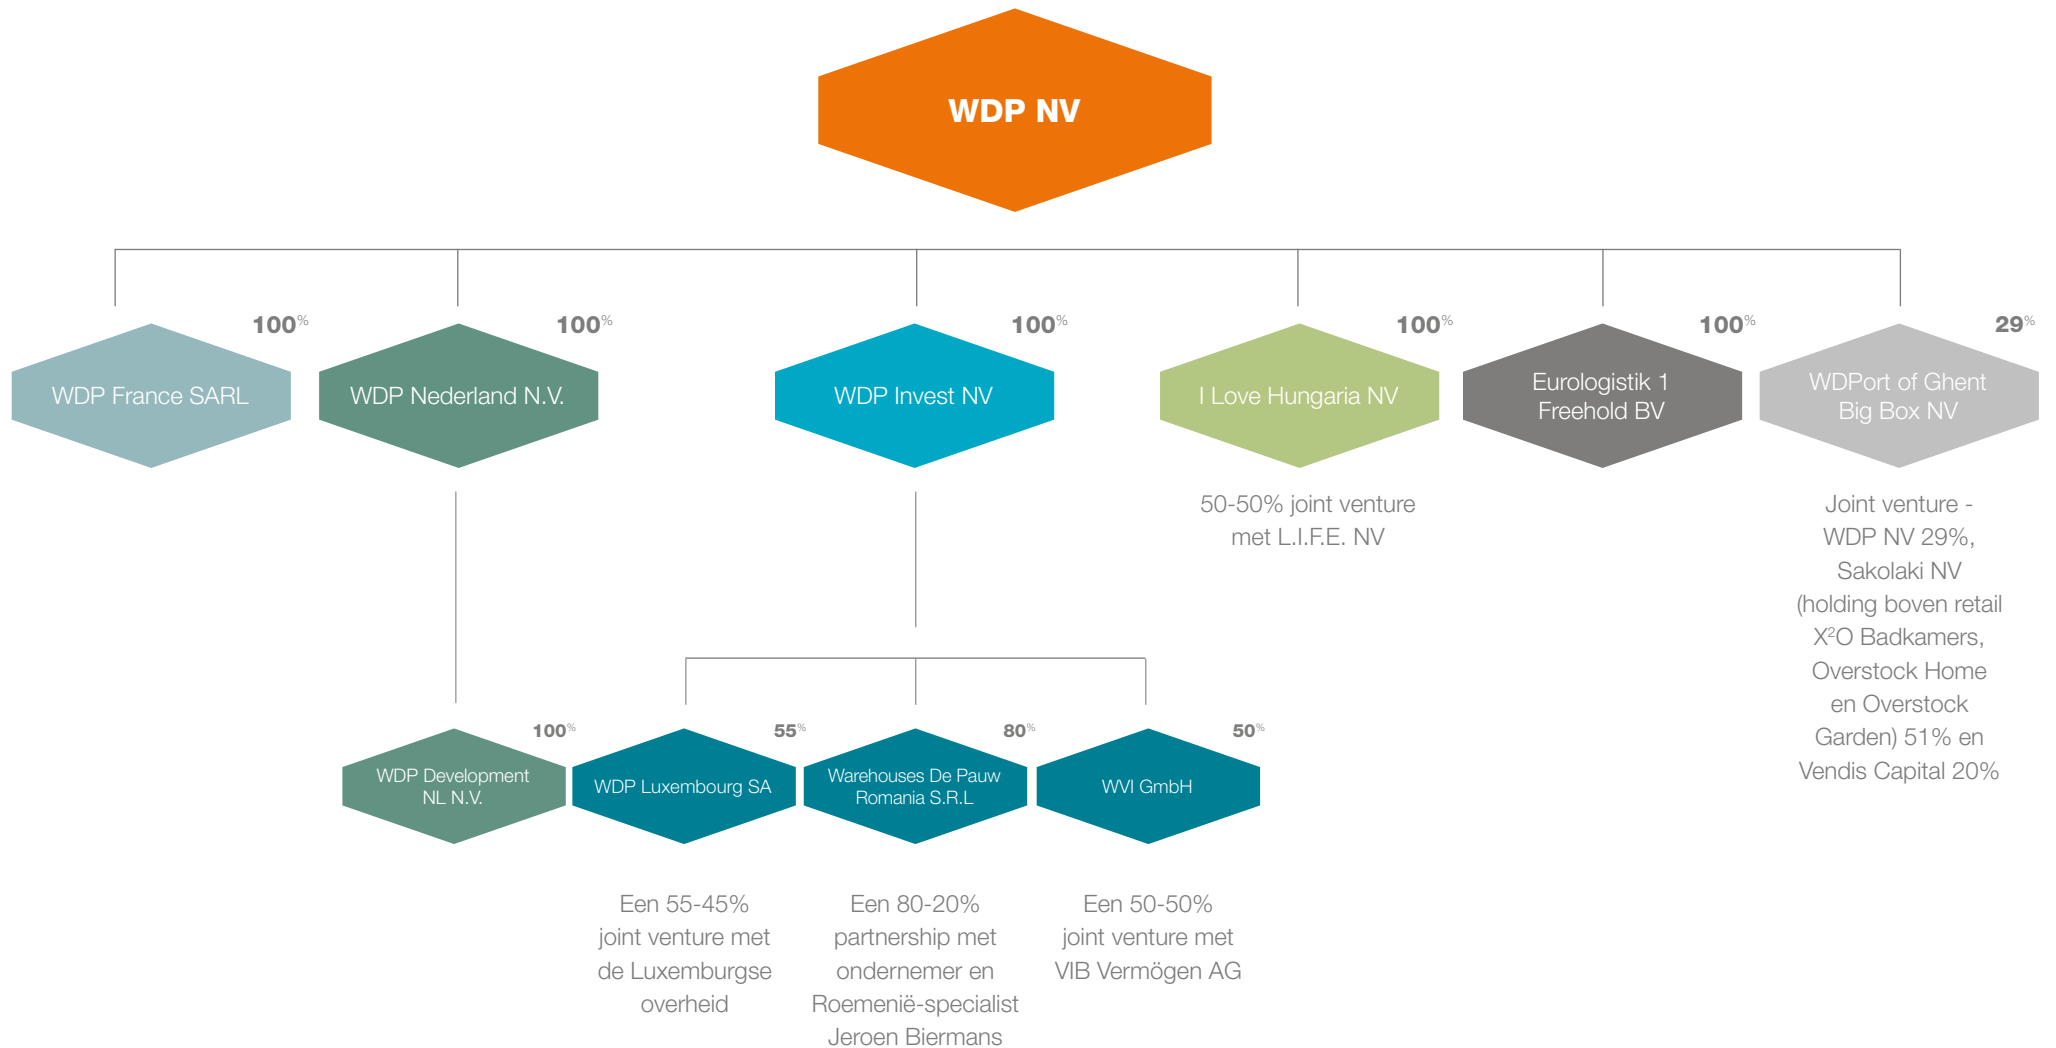 WDP NV
100%
WDP France SARL
100%
WDP Nederland N.V.
100%
WDP Invest NV
100%
I Love Hungaria NV
100%
Eurologistik 1
Freehold BV
29%
WDPort of Ghent
Big Box NV
50-50% joint venture
met L.I.F.E. NV
Joint venture -
WDP NV 29%,
Sakolaki NV
(holding boven retail
X²O Badkamers,
Overstock Home
en Overstock
Garden) 51% en
Vendis Capital 20%
100%
WDP Development
NL N.V.
55%
WDP Luxembourg SA
80%
Warehouses De Pauw
Romania S.R.L
50%
WVI GmbH
Een 55-45%
joint venture met
de Luxemburgse
overheid
Een 80-20%
partnership met
ondernemer en
Roemenië-specialist
Jeroen Biermans
Een 50-50%
joint venture met
VIB Vermögen AG